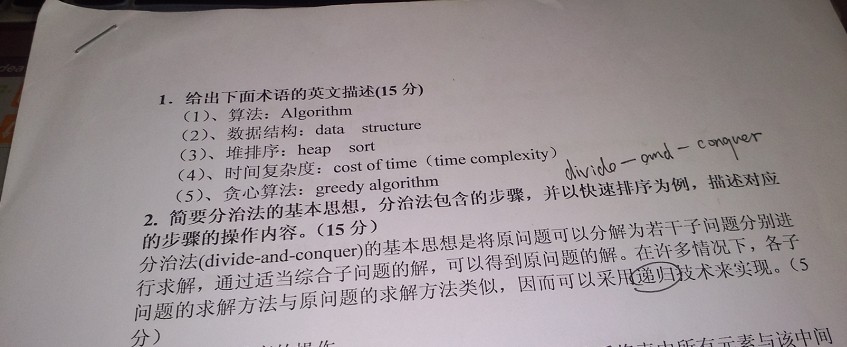 1. 给出下面术语的英文描述(15 分)
(1)、算法：Algorithm
(2)、数据结构：data structure
(3)、堆排序：heap sort
(4)、时间复杂度：cost of time（time complexity）
(5)、贪心算法：greedy algorithm
divide-and-conquer
2. 简要分治法的基本思想，分治法包含的步骤，并以快速排序为例，描述对应
的步骤的操作内容。（15 分）
分治法(divide-and-conquer)的基本思想是将原问题可以分解为若干子问题分别进
行求解，通过适当综合子问题的解，可以得到原问题的解。在许多情况下，各子
问题的求解方法与原问题的求解方法类似，因而可以采用递归技术来实现。（5
分）
所有元素与该中间